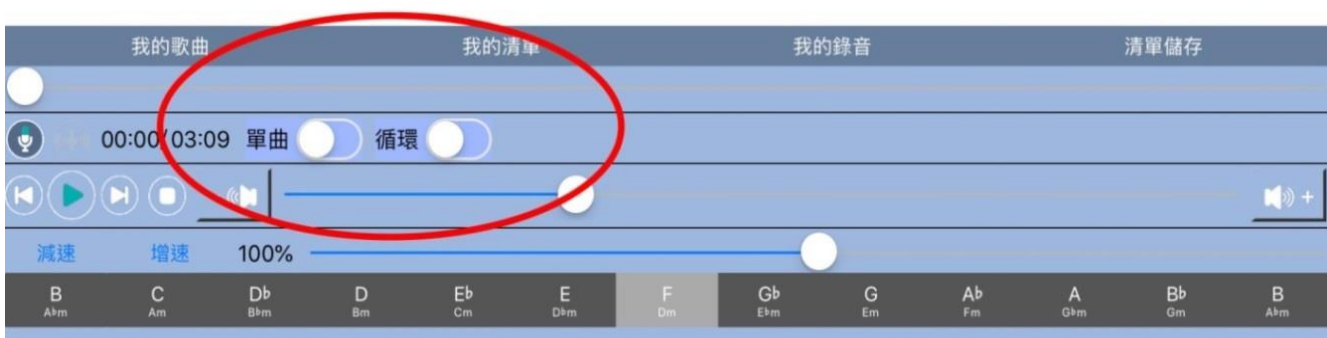 我的歌曲 我的清單 我的錄音 清單儲存
00:00/03:09 單曲 循環
+
減速 增速 100%
B C D♭ D E♭ E F G♭ G A♭ A B♭ B
A♭m Am B♭m Bm Cm D♭m Dm E♭m Em Fm G♭m Gm A♭m